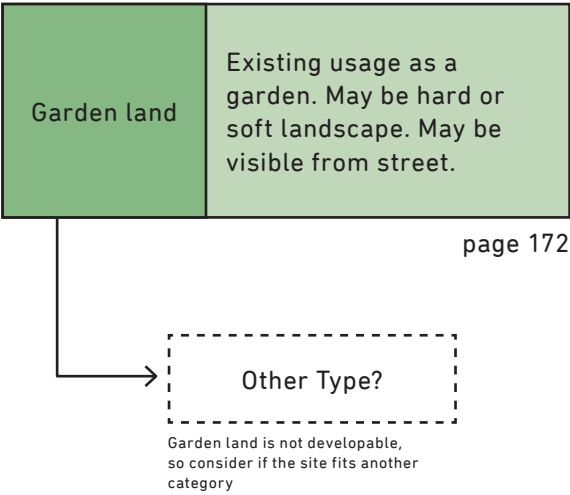 Garden land
Existing usage as a
garden. May be hard or
soft landscape. May be
visible from street.
page 172
Other Type?
Garden land is not developable,
so consider if the site fits another
category